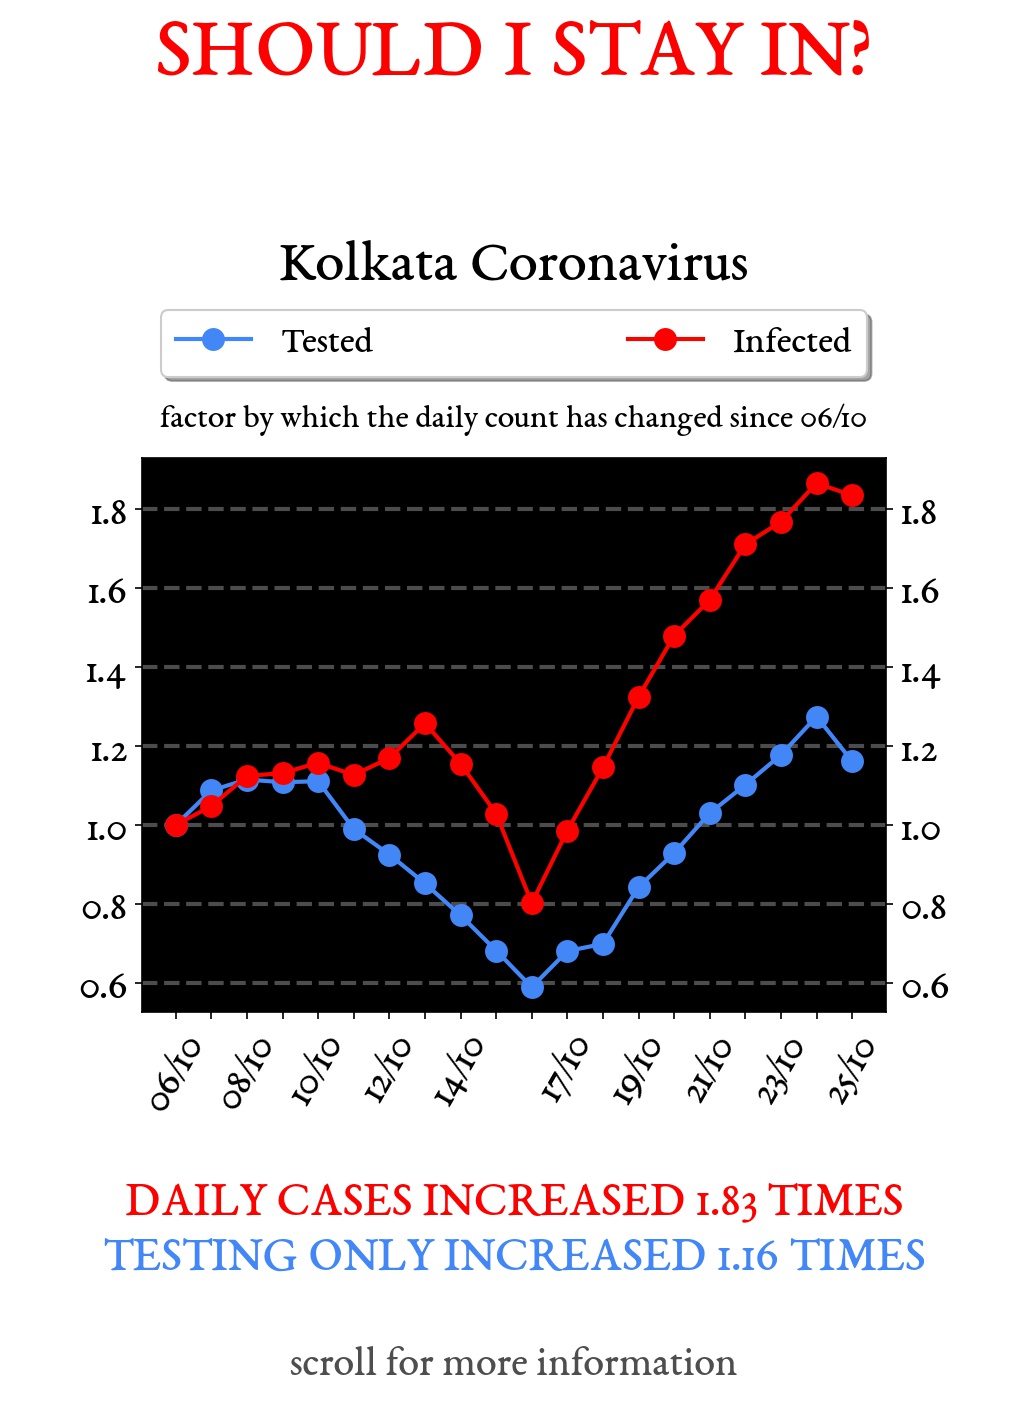 SHOULD I STAY IN?
Kolkata Coronavirus
Tested Infected
factor by which the daily count has changed since 06/10
1.8 1.8
1.6 1.6
1.4 1.4
1.2 1.2
1.0 1.0
0.8 0.8
0.6 0.6
06/10 08/10 10/10 12/10 14/10 17/10 19/10 21/10 23/10 25/10
DAILY CASES INCREASED 1.83 TIMES
TESTING ONLY INCREASED 1.16 TIMES
scroll for more information